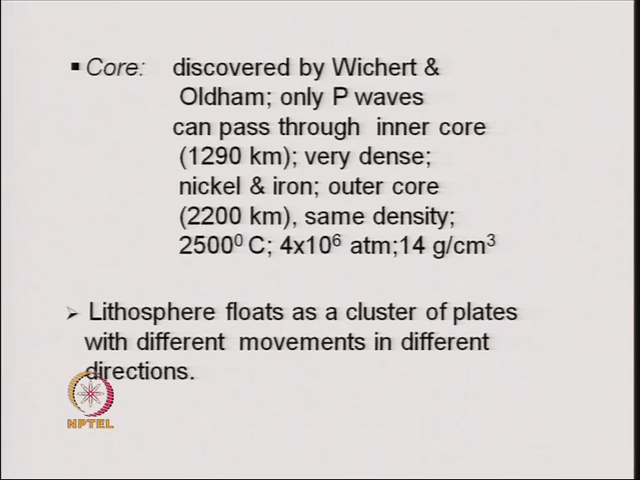 ▪ Core: discovered by Wichert &
Oldham; only P waves
can pass through inner core
(1290 km); very dense;
nickel & iron; outer core
(2200 km), same density;
2500⁰ C; 4x10⁶ atm;14 g/cm³
➢ Lithosphere floats as a cluster of plates
with different movements in different
directions.
NPTEL